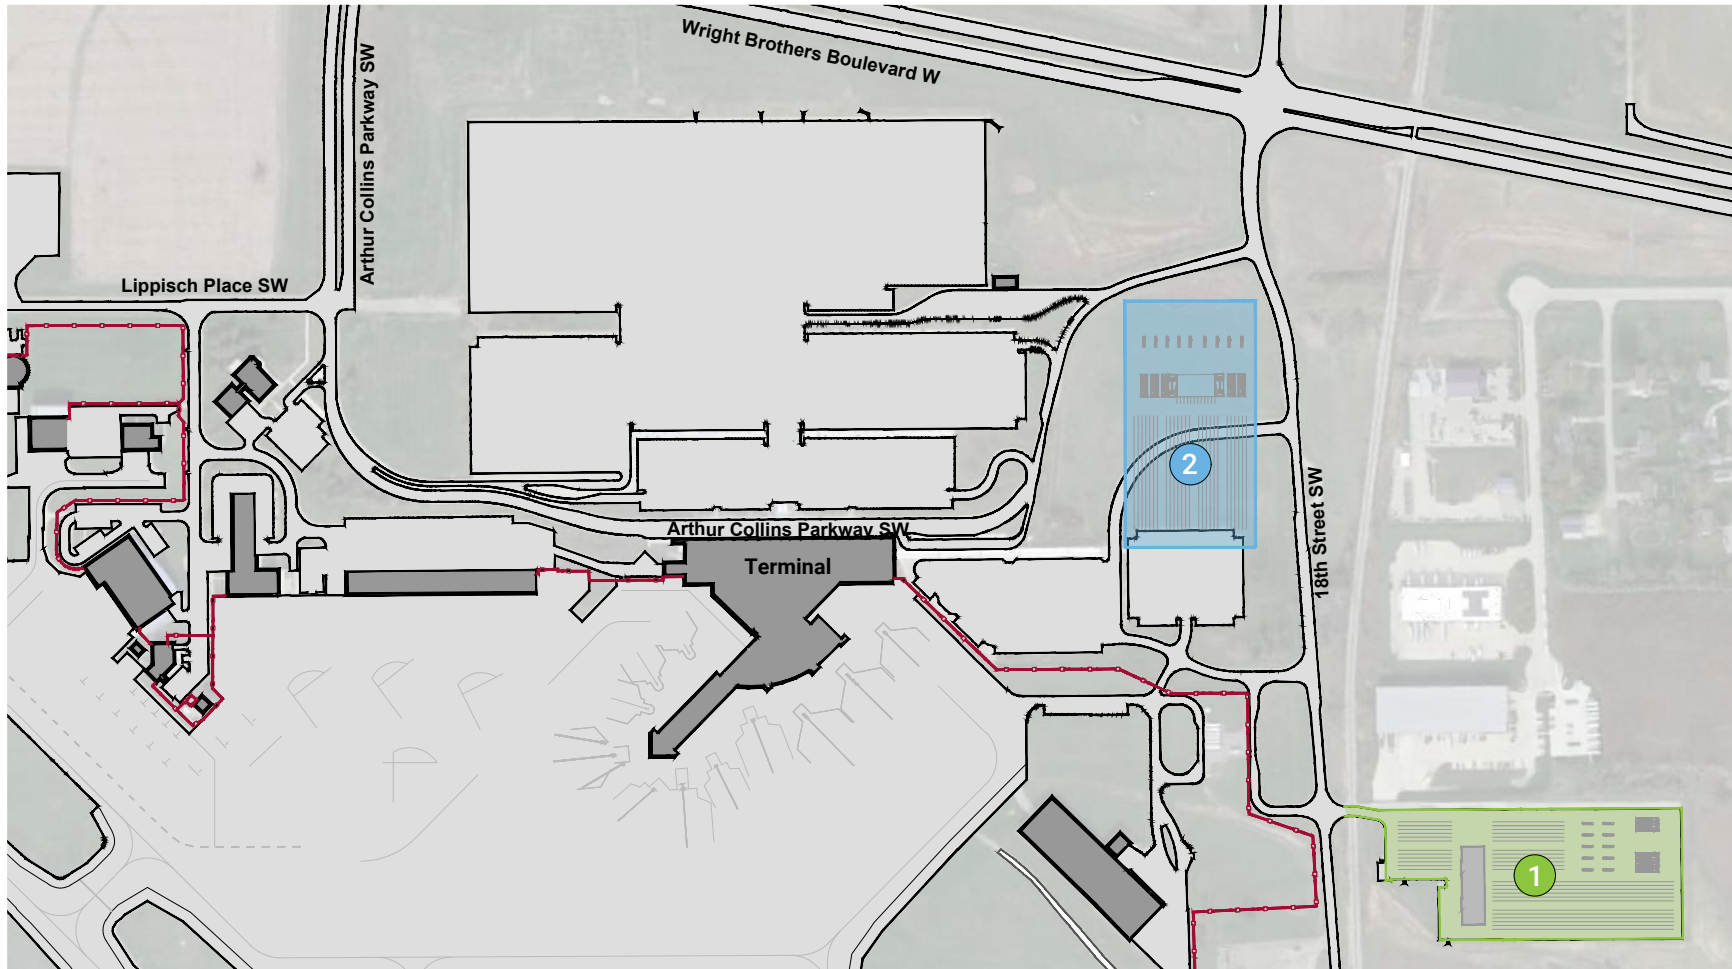 Wright Brothers Boulevard W
Arthur Collins Parkway SW
Lippisch Place SW
2
18th Street SW
Arthur Collins Parkway SW
Terminal
1